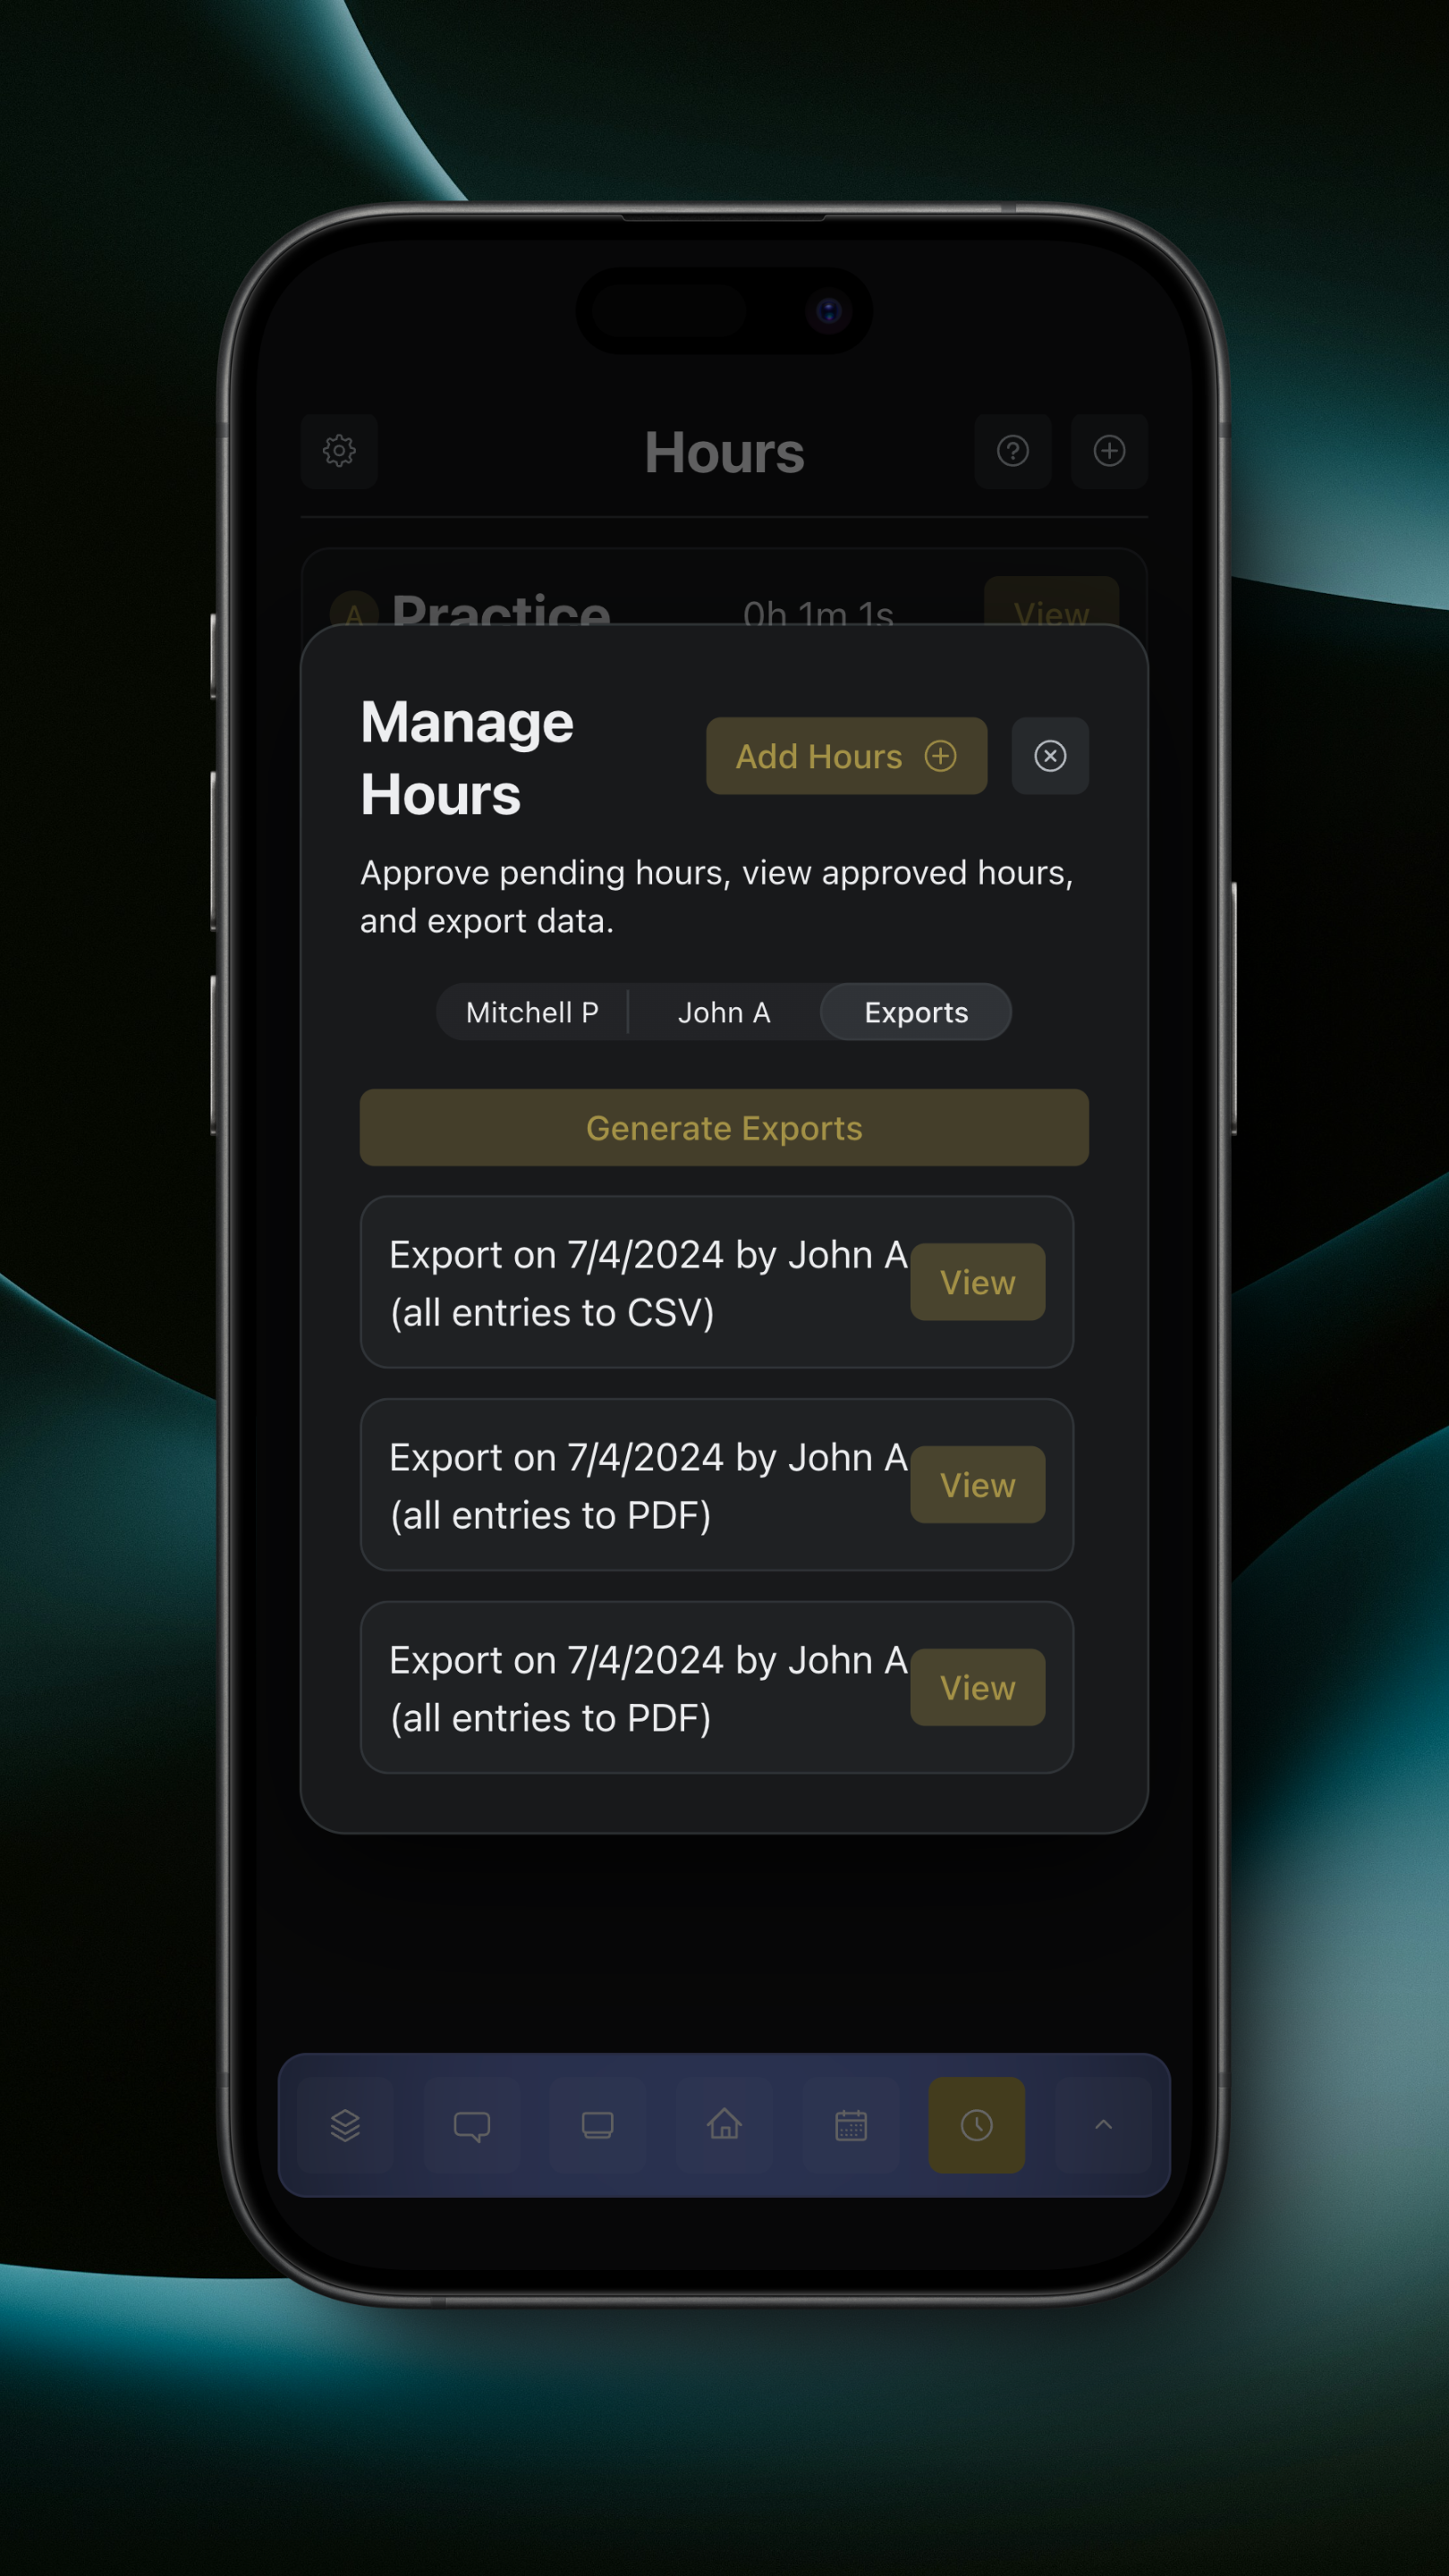 Hours
A Practice 0h 1m 1s View
Manage
Hours
Add Hours
Approve pending hours, view approved hours,
and export data.
Mitchell P John A Exports
Generate Exports
Export on 7/4/2024 by John A
(all entries to CSV)
View
Export on 7/4/2024 by John A
(all entries to PDF)
View
Export on 7/4/2024 by John A
(all entries to PDF)
View